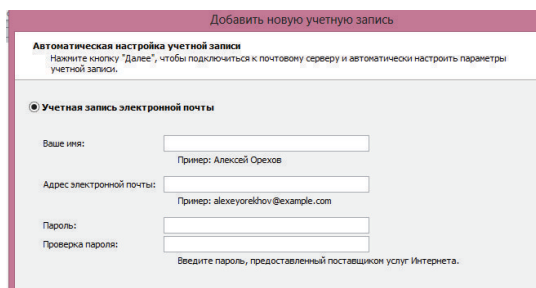 Добавить новую учетную запись
Автоматическая настройка учетной записи
Нажмите кнопку "Далее", чтобы подключиться к почтовому серверу и автоматически настроить параметры
учетной записи.
Учетная запись электронной почты
Ваше имя:
Пример: Алексей Орехов
Адрес электронной почты:
Пример: alexeyorekhov@example.com
Пароль:
Проверка пароля:
Введите пароль, предоставленный поставщиком услуг Интернета.